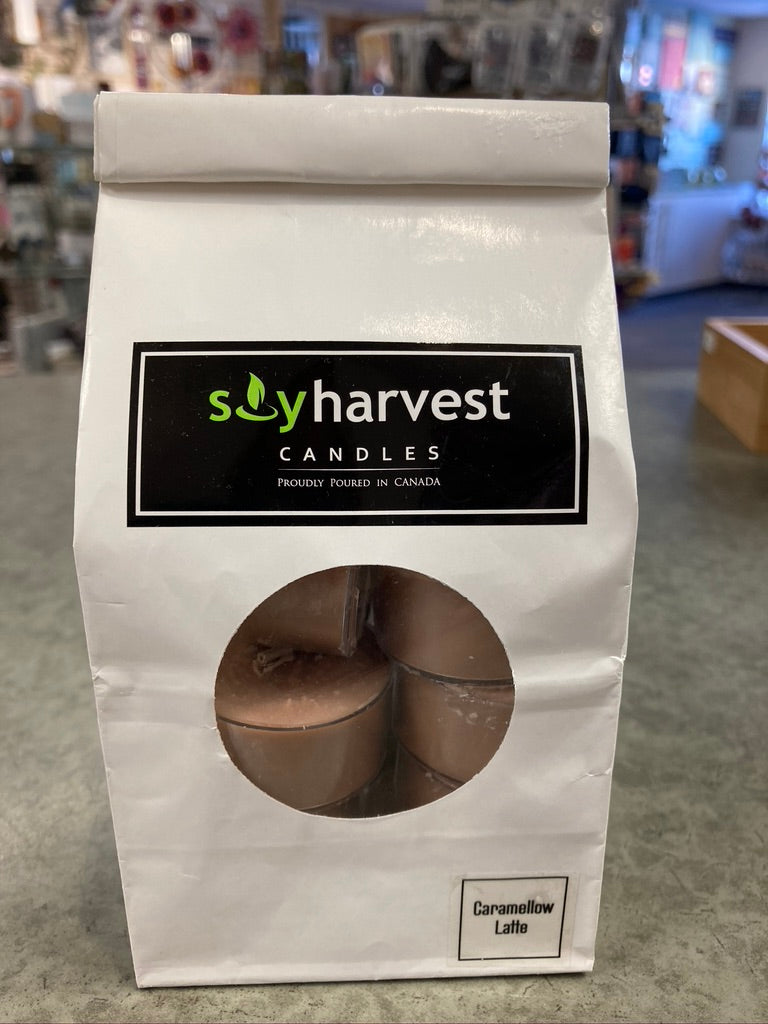 soyharvest
CANDLES
PROUDLY POURED IN CANADA
Caramellow
Latte